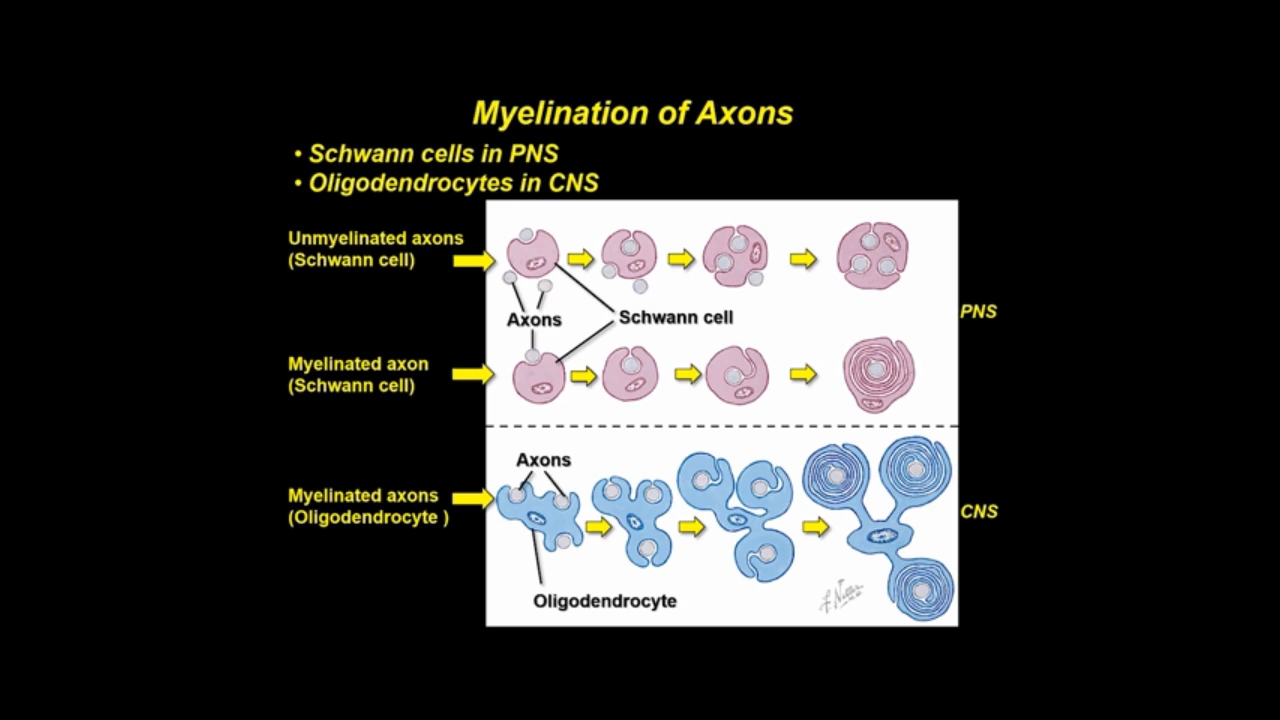 Myelination of Axons
• Schwann cells in PNS
• Oligodendrocytes in CNS
Unmyelinated axons
(Schwann cell)
Axons
Schwann cell
PNS
Myelinated axon
(Schwann cell)
Axons
Myelinated axons
(Oligodendrocyte )
CNS
Oligodendrocyte